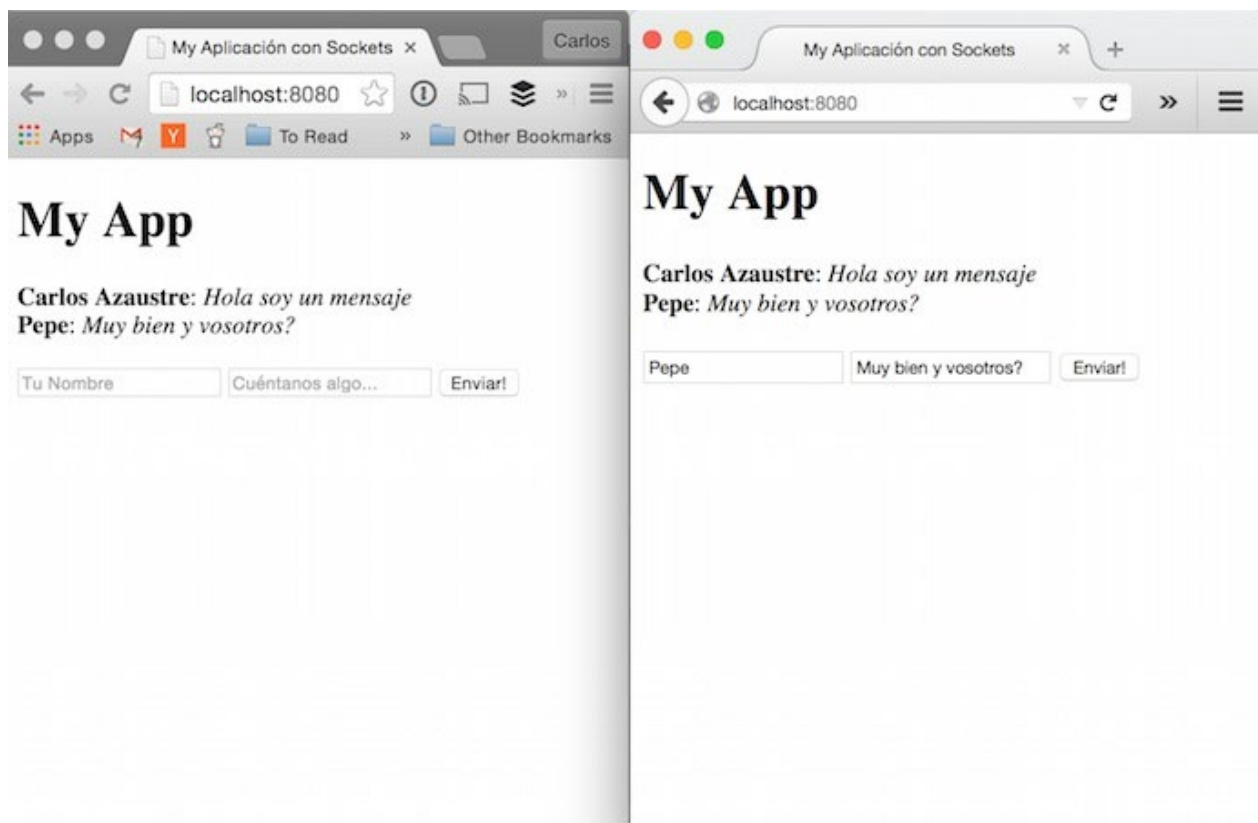 My Aplicación con Sockets
Carlos
localhost:8080
Apps
Y
To Read
Other Bookmarks
My App
Carlos Azaustre: Hola soy un mensaje
Pepe: Muy bien y vosotros?
Tu Nombre
Cuéntanos algo...
Enviar!
My Aplicación con Sockets
localhost:8080
My App
Carlos Azaustre: Hola soy un mensaje
Pepe: Muy bien y vosotros?
Pepe
Muy bien y vosotros?
Enviar!